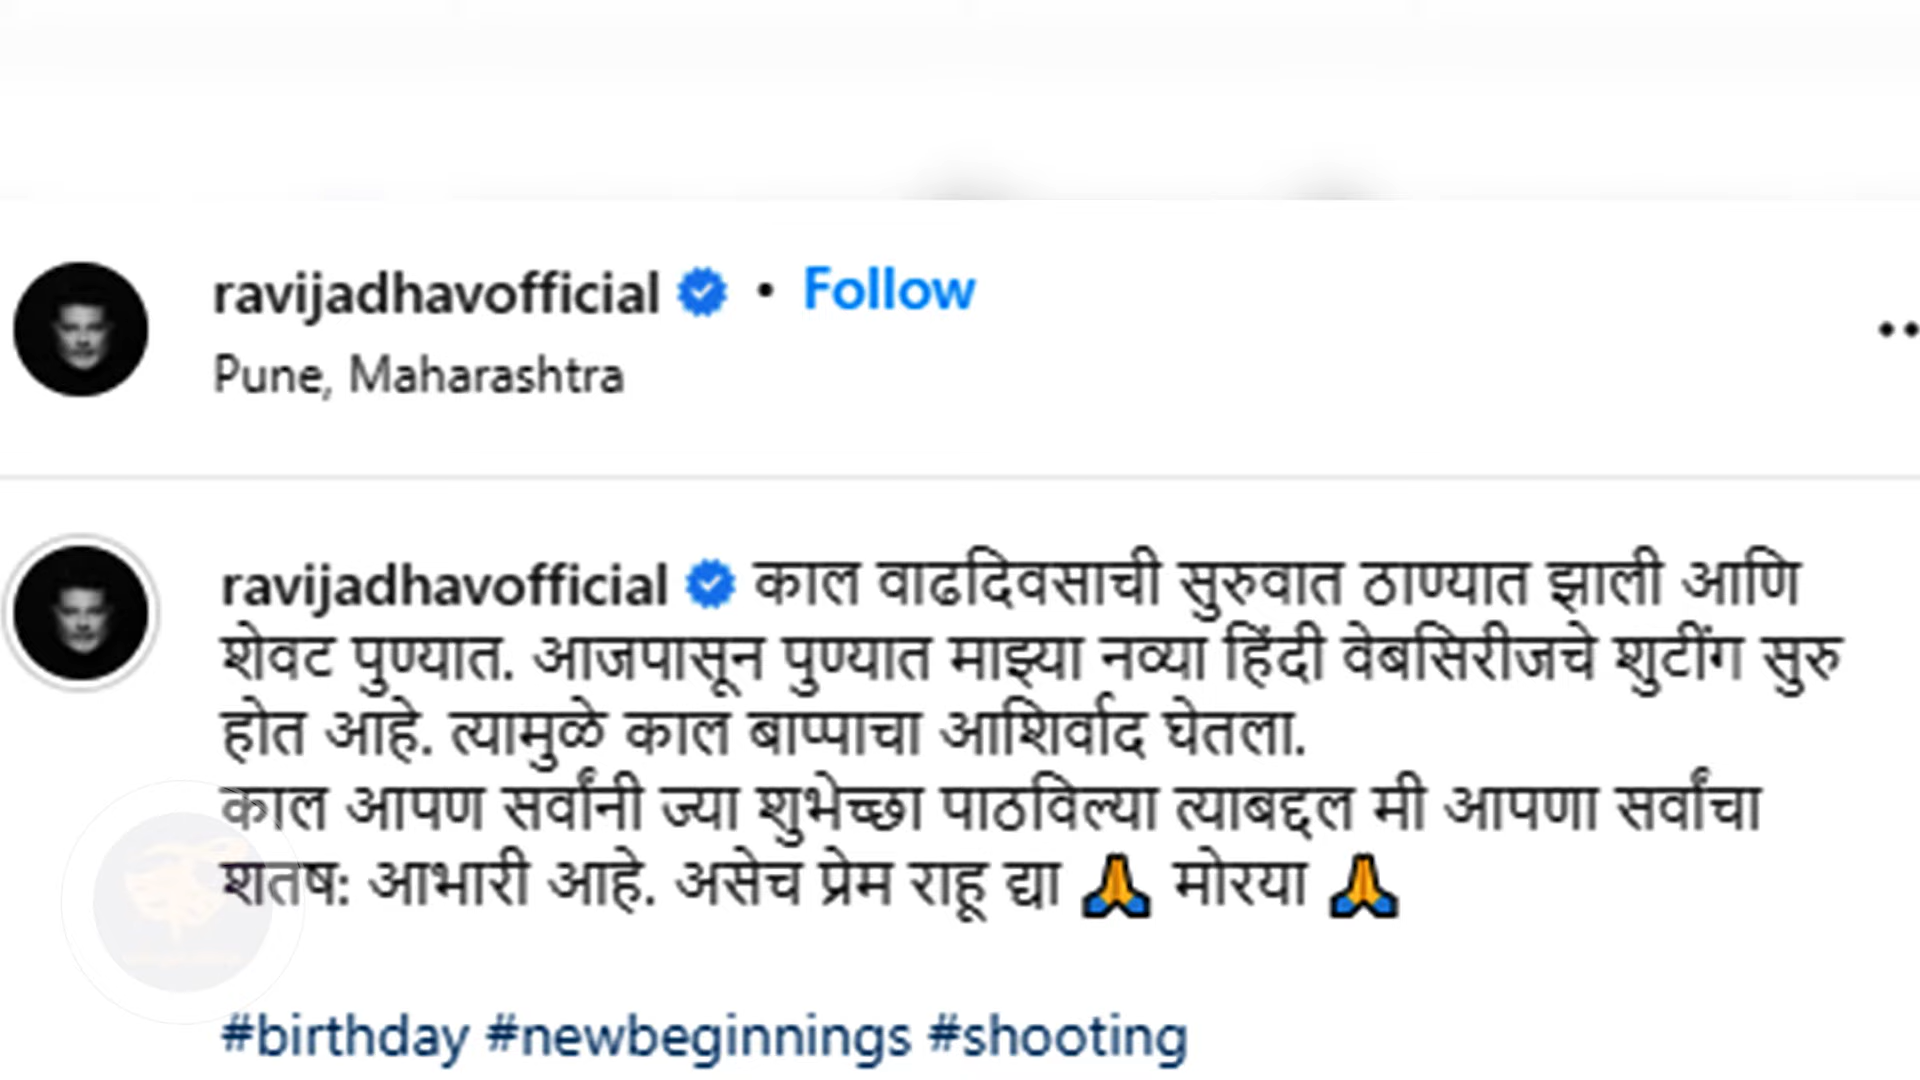 ravijadhavofficial • Follow
Pune, Maharashtra
ravijadhavofficial काल वाढदिवसाची सुरुवात ठाण्यात झाली आणि
शेवट पुण्यात. आजपासून पुण्यात माझ्या नव्या हिंदी वेबसिरीजचे शुटींग सुरु
होत आहे. त्यामुळे काल बाप्पाचा आशिर्वाद घेतला.
काल आपण सर्वांनी ज्या शुभेच्छा पाठविल्या त्याबद्दल मी आपणा सर्वांचा
शतष: आभारी आहे. असेच प्रेम राहू द्या 🙏 मोरया 🙏
#birthday #newbeginnings #shooting